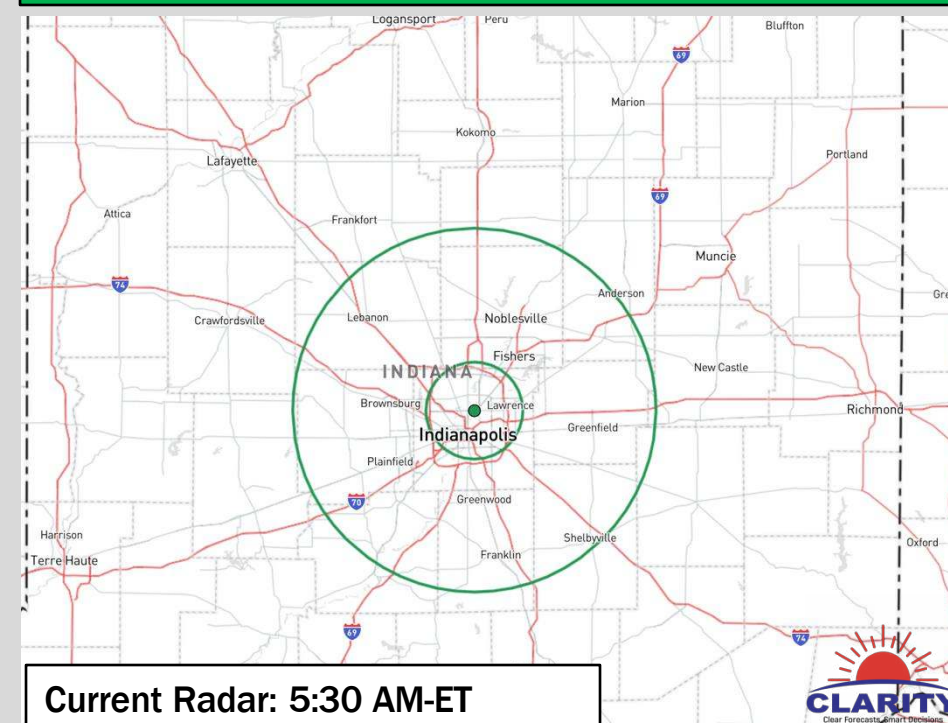 Logansport
Peru
Bluffton
69
Marion
Kokomo
Portland
Lafayette
69
Attica
Frankfort
Muncie
74
Anderson
Gre
Crawfordsville
Lebanon
Noblesville
Fishers
INDIANA
New Castle
Brownsburg
Lawrence
Richmond
Indianapolis
Greenfield
Plainfield
70
Greenwood
Harrison
Shelbyville
Oxford
Terre Haute
Franklin
69
74
Current Radar: 5:30 AM-ET
CLARITY
Clear Forecasts Smart Decisions